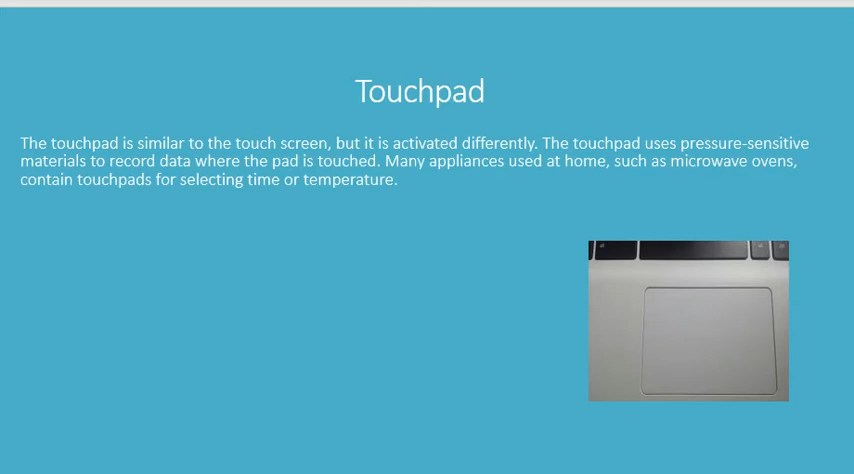 Touchpad
The touchpad is similar to the touch screen, but it is activated differently. The touchpad uses pressure-sensitive
materials to record data where the pad is touched. Many appliances used at home, such as microwave ovens,
contain touchpads for selecting time or temperature.